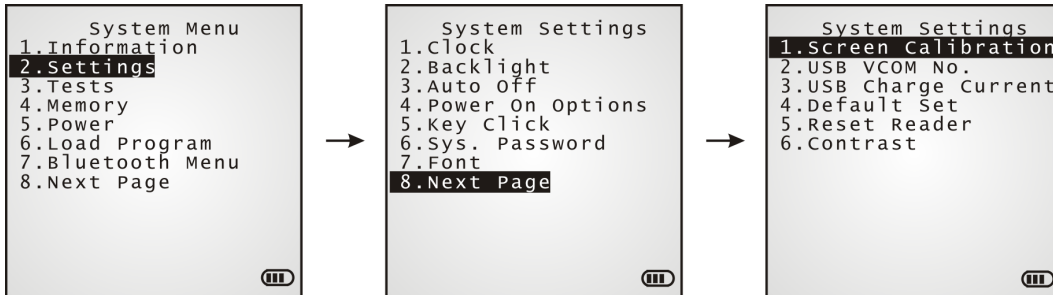 System Menu
1.Information
2.Settings
3.Tests
4.Memory
5.Power
6.Load Program
7.Bluetooth Menu
8.Next Page
System Settings
1.Clock
2.Backlight
3.Auto Off
4.Power On Options
5.Key Click
6.Sys. Password
7.Font
8.Next Page
System Settings
1.Screen Calibration
2.USB VCOM No.
3.USB Charge Current
4.Default Set
5.Reset Reader
6.Contrast